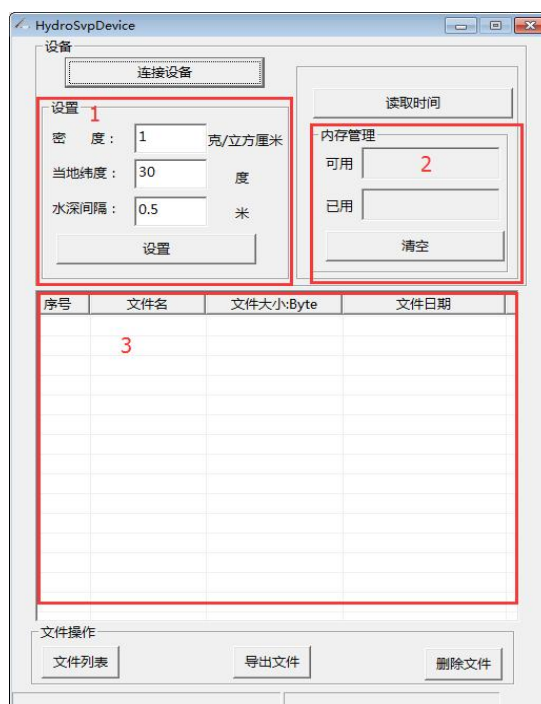 HydroSvpDevice
设备
连接设备
读取时间
设置
1
密 度： 1 克/立方厘米
当地纬度： 30 度
水深间隔： 0.5 米
设置
内存管理
可用 2
已用
清空
序号 文件名 文件大小:Byte 文件日期
3
文件操作
文件列表 导出文件 删除文件